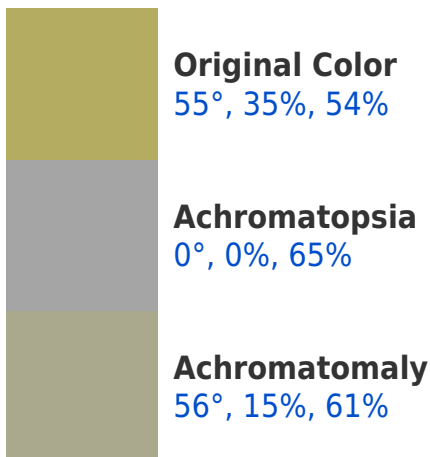 Original Color
55°, 35%, 54%
Achromatopsia
0°, 0%, 65%
Achromatomaly
56°, 15%, 61%